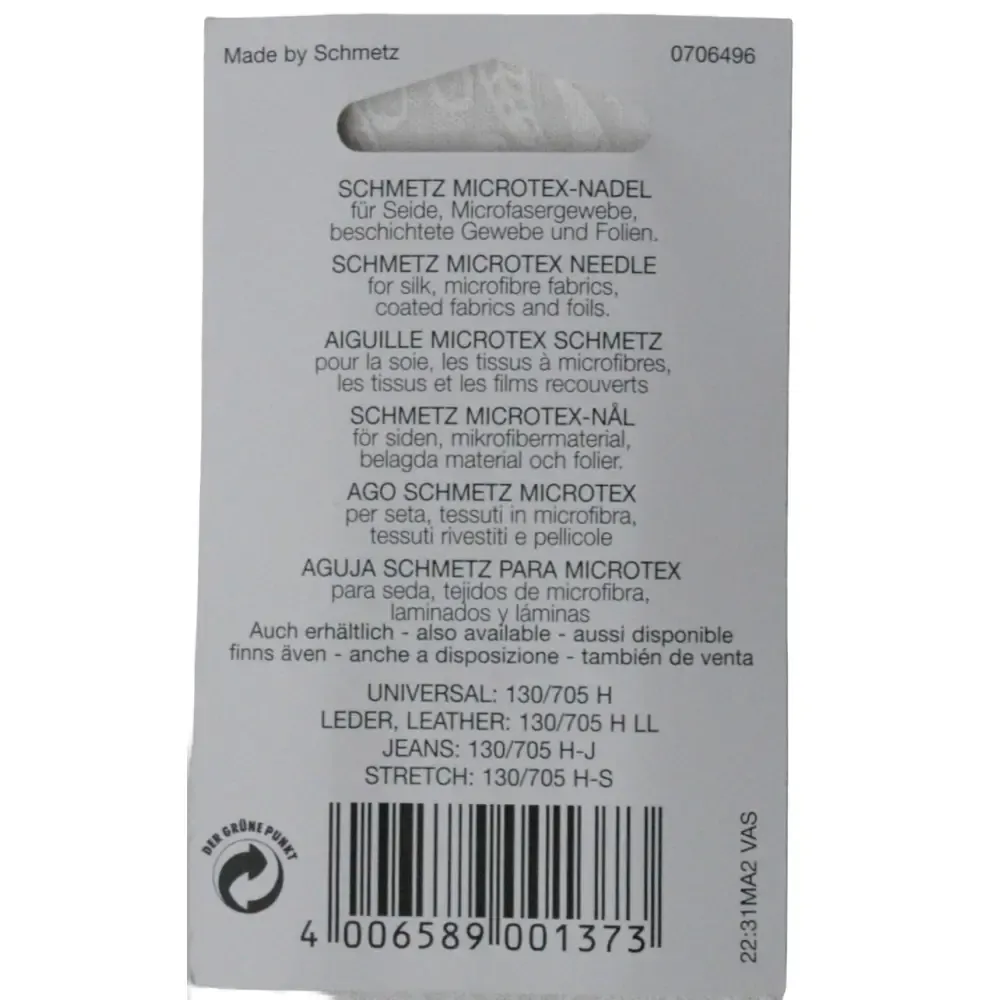 Made by Schmetz
0706496
SCHMETZ MICROTEX-NADEL
für Seide, Microfasergewebe,
beschichtete Gewebe und Folien.
SCHMETZ MICROTEX NEEDLE
for silk, microfibre fabrics,
coated fabrics and foils.
AIGUILLE MICROTEX SCHMETZ
pour la soie, les tissus à microfibres,
les tissus et les films recouverts
SCHMETZ MICROTEX-NÅL
för siden, mikrofibermaterial,
belagda material och folier.
AGO SCHMETZ MICROTEX
per seta, tessuti in microfibra,
tessuti rivestiti e pellicole
AGUJA SCHMETZ PARA MICROTEX
para seda, tejidos de microfibra,
laminados y láminas
Auch erhältlich - also available - aussi disponible
finns även - anche a disposizione - también de venta
UNIVERSAL: 130/705 H
LEDER, LEATHER: 130/705 H LL
JEANS: 130/705 H-J
STRETCH: 130/705 H-S
DER GRÜNE PUNKT
4 006589 001373
22:31MA2 VAS